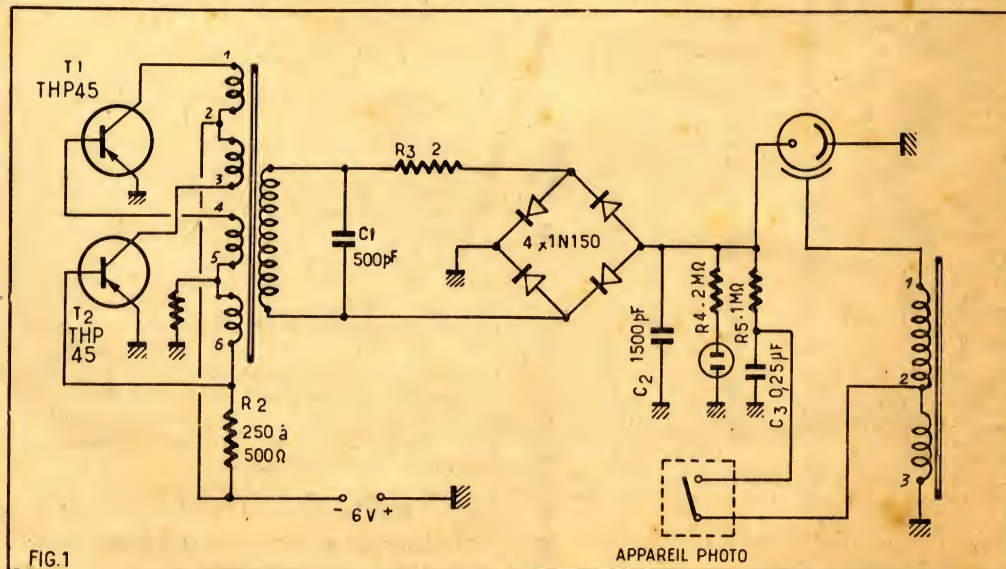 T1
THP45
1
2
3
4
5
6
T2
THP
45
R2
250 à
500Ω
- 6V +
C1
500pF
R3 2
4 x 1N150
C2 1500pF
R4-2MΩ
R5-1MΩ
C3 0,25µF
1
2
3
APPAREIL PHOTO
FIG.1